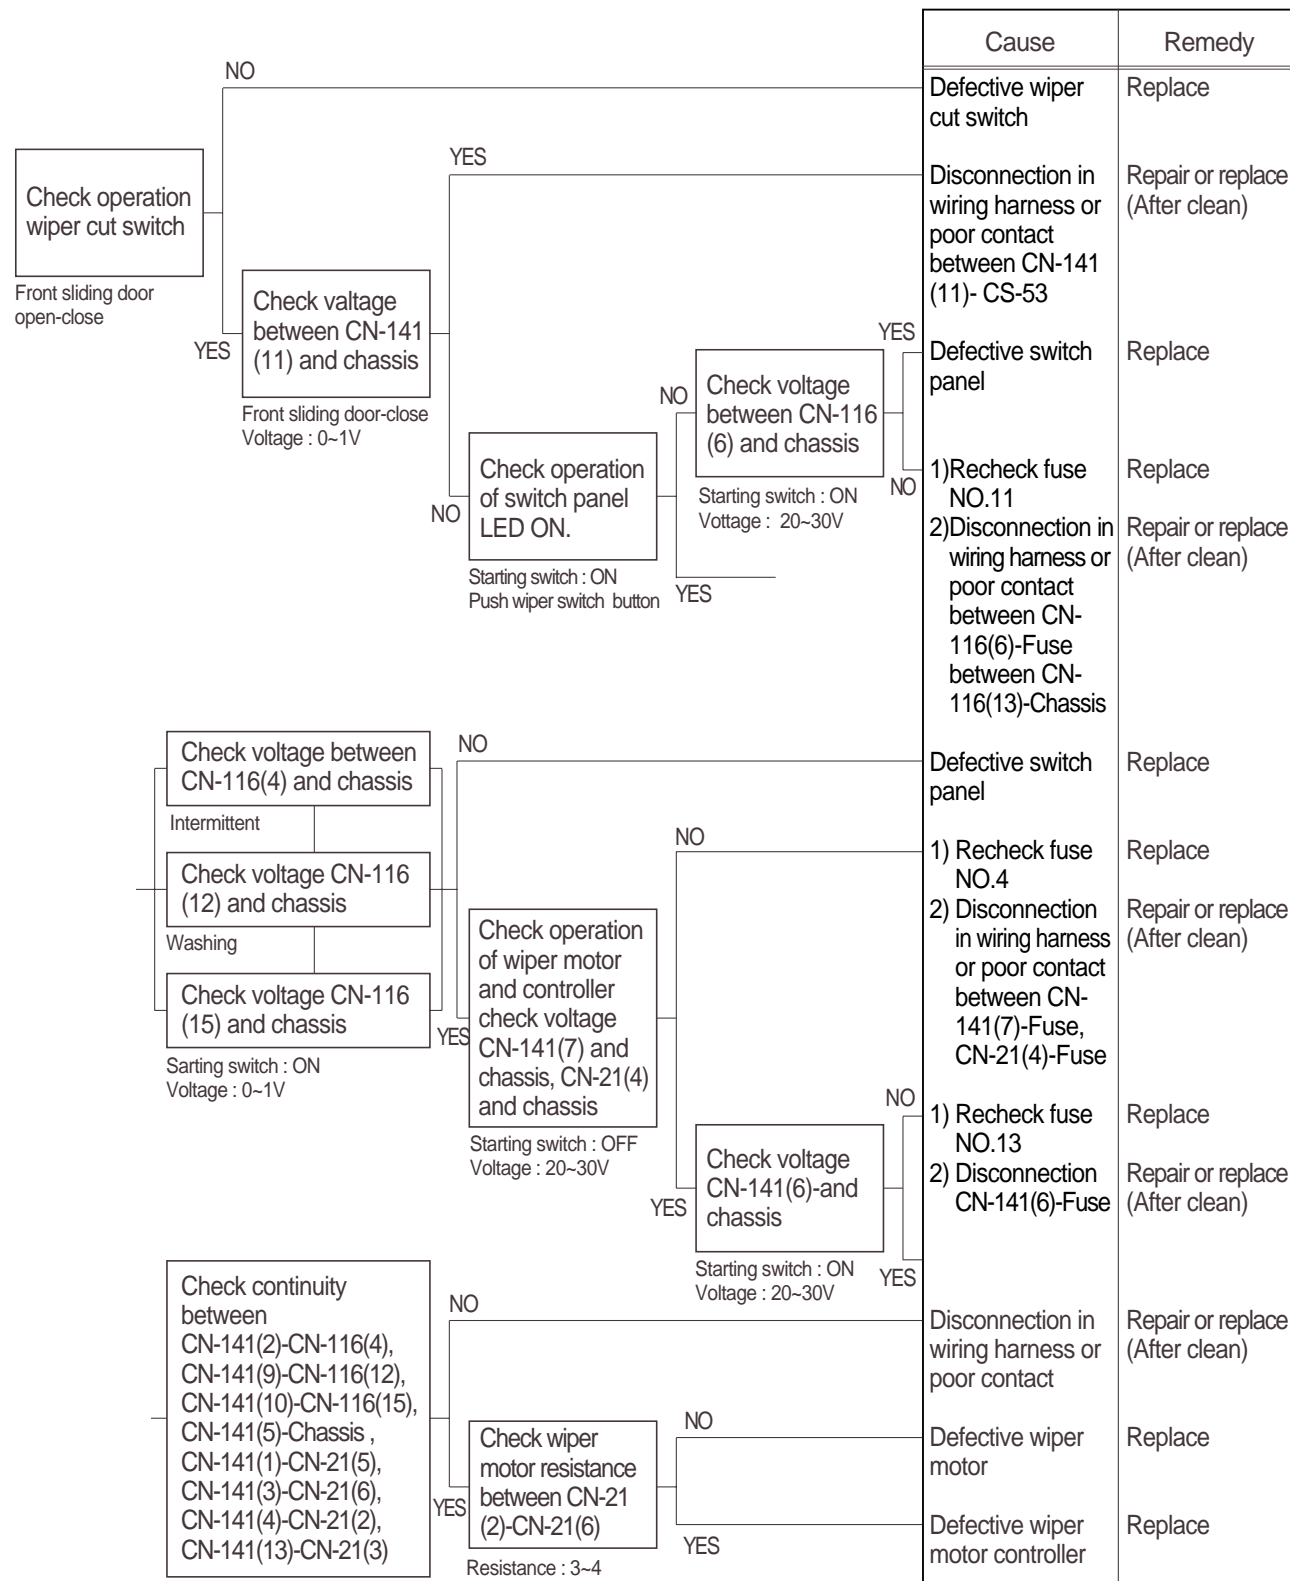 Cause
Remedy
NO
Defective wiper
cut switch
Replace
YES
Check operation
wiper cut switch
Front sliding door
open-close
Disconnection in
wiring harness or
poor contact
between CN-141
(11)- CS-53
Repair or replace
(After clean)
YES
Check valtage
between CN-141
(11) and chassis
Front sliding door-close
Voltage : 0~1V
YES
Defective switch
panel
Replace
NO
Check voltage
between CN-116
(6) and chassis
Starting switch : ON
Vottage : 20~30V
NO
Check operation
of switch panel
LED ON.
Starting switch : ON
Push wiper switch button
NO
YES
1)Recheck fuse
NO.11
Replace
2)Disconnection in
wiring harness or
poor contact
between CN-
116(6)-Fuse
between CN-
116(13)-Chassis
Repair or replace
(After clean)
Check voltage between
CN-116(4) and chassis
Intermittent
Check voltage CN-116
(12) and chassis
Washing
Check voltage CN-116
(15) and chassis
Sarting switch : ON
Voltage : 0~1V
NO
Defective switch
panel
Replace
YES
Check operation
of wiper motor
and controller
check voltage
CN-141(7) and
chassis, CN-21(4)
and chassis
Starting switch : OFF
Voltage : 20~30V
NO
1) Recheck fuse
NO.4
Replace
2) Disconnection
in wiring harness
or poor contact
between CN-
141(7)-Fuse,
CN-21(4)-Fuse
Repair or replace
(After clean)
YES
Check voltage
CN-141(6)-and
chassis
Starting switch : ON
Voltage : 20~30V
NO
1) Recheck fuse
NO.13
Replace
2) Disconnection
CN-141(6)-Fuse
Repair or replace
(After clean)
YES
Check continuity
between
CN-141(2)-CN-116(4),
CN-141(9)-CN-116(12),
CN-141(10)-CN-116(15),
CN-141(5)-Chassis ,
CN-141(1)-CN-21(5),
CN-141(3)-CN-21(6),
CN-141(4)-CN-21(2),
CN-141(13)-CN-21(3)
NO
Disconnection in
wiring harness or
poor contact
Repair or replace
(After clean)
YES
Check wiper
motor resistance
between CN-21
(2)-CN-21(6)
Resistance : 3~4
NO
Defective wiper
motor
Replace
YES
Defective wiper
motor controller
Replace